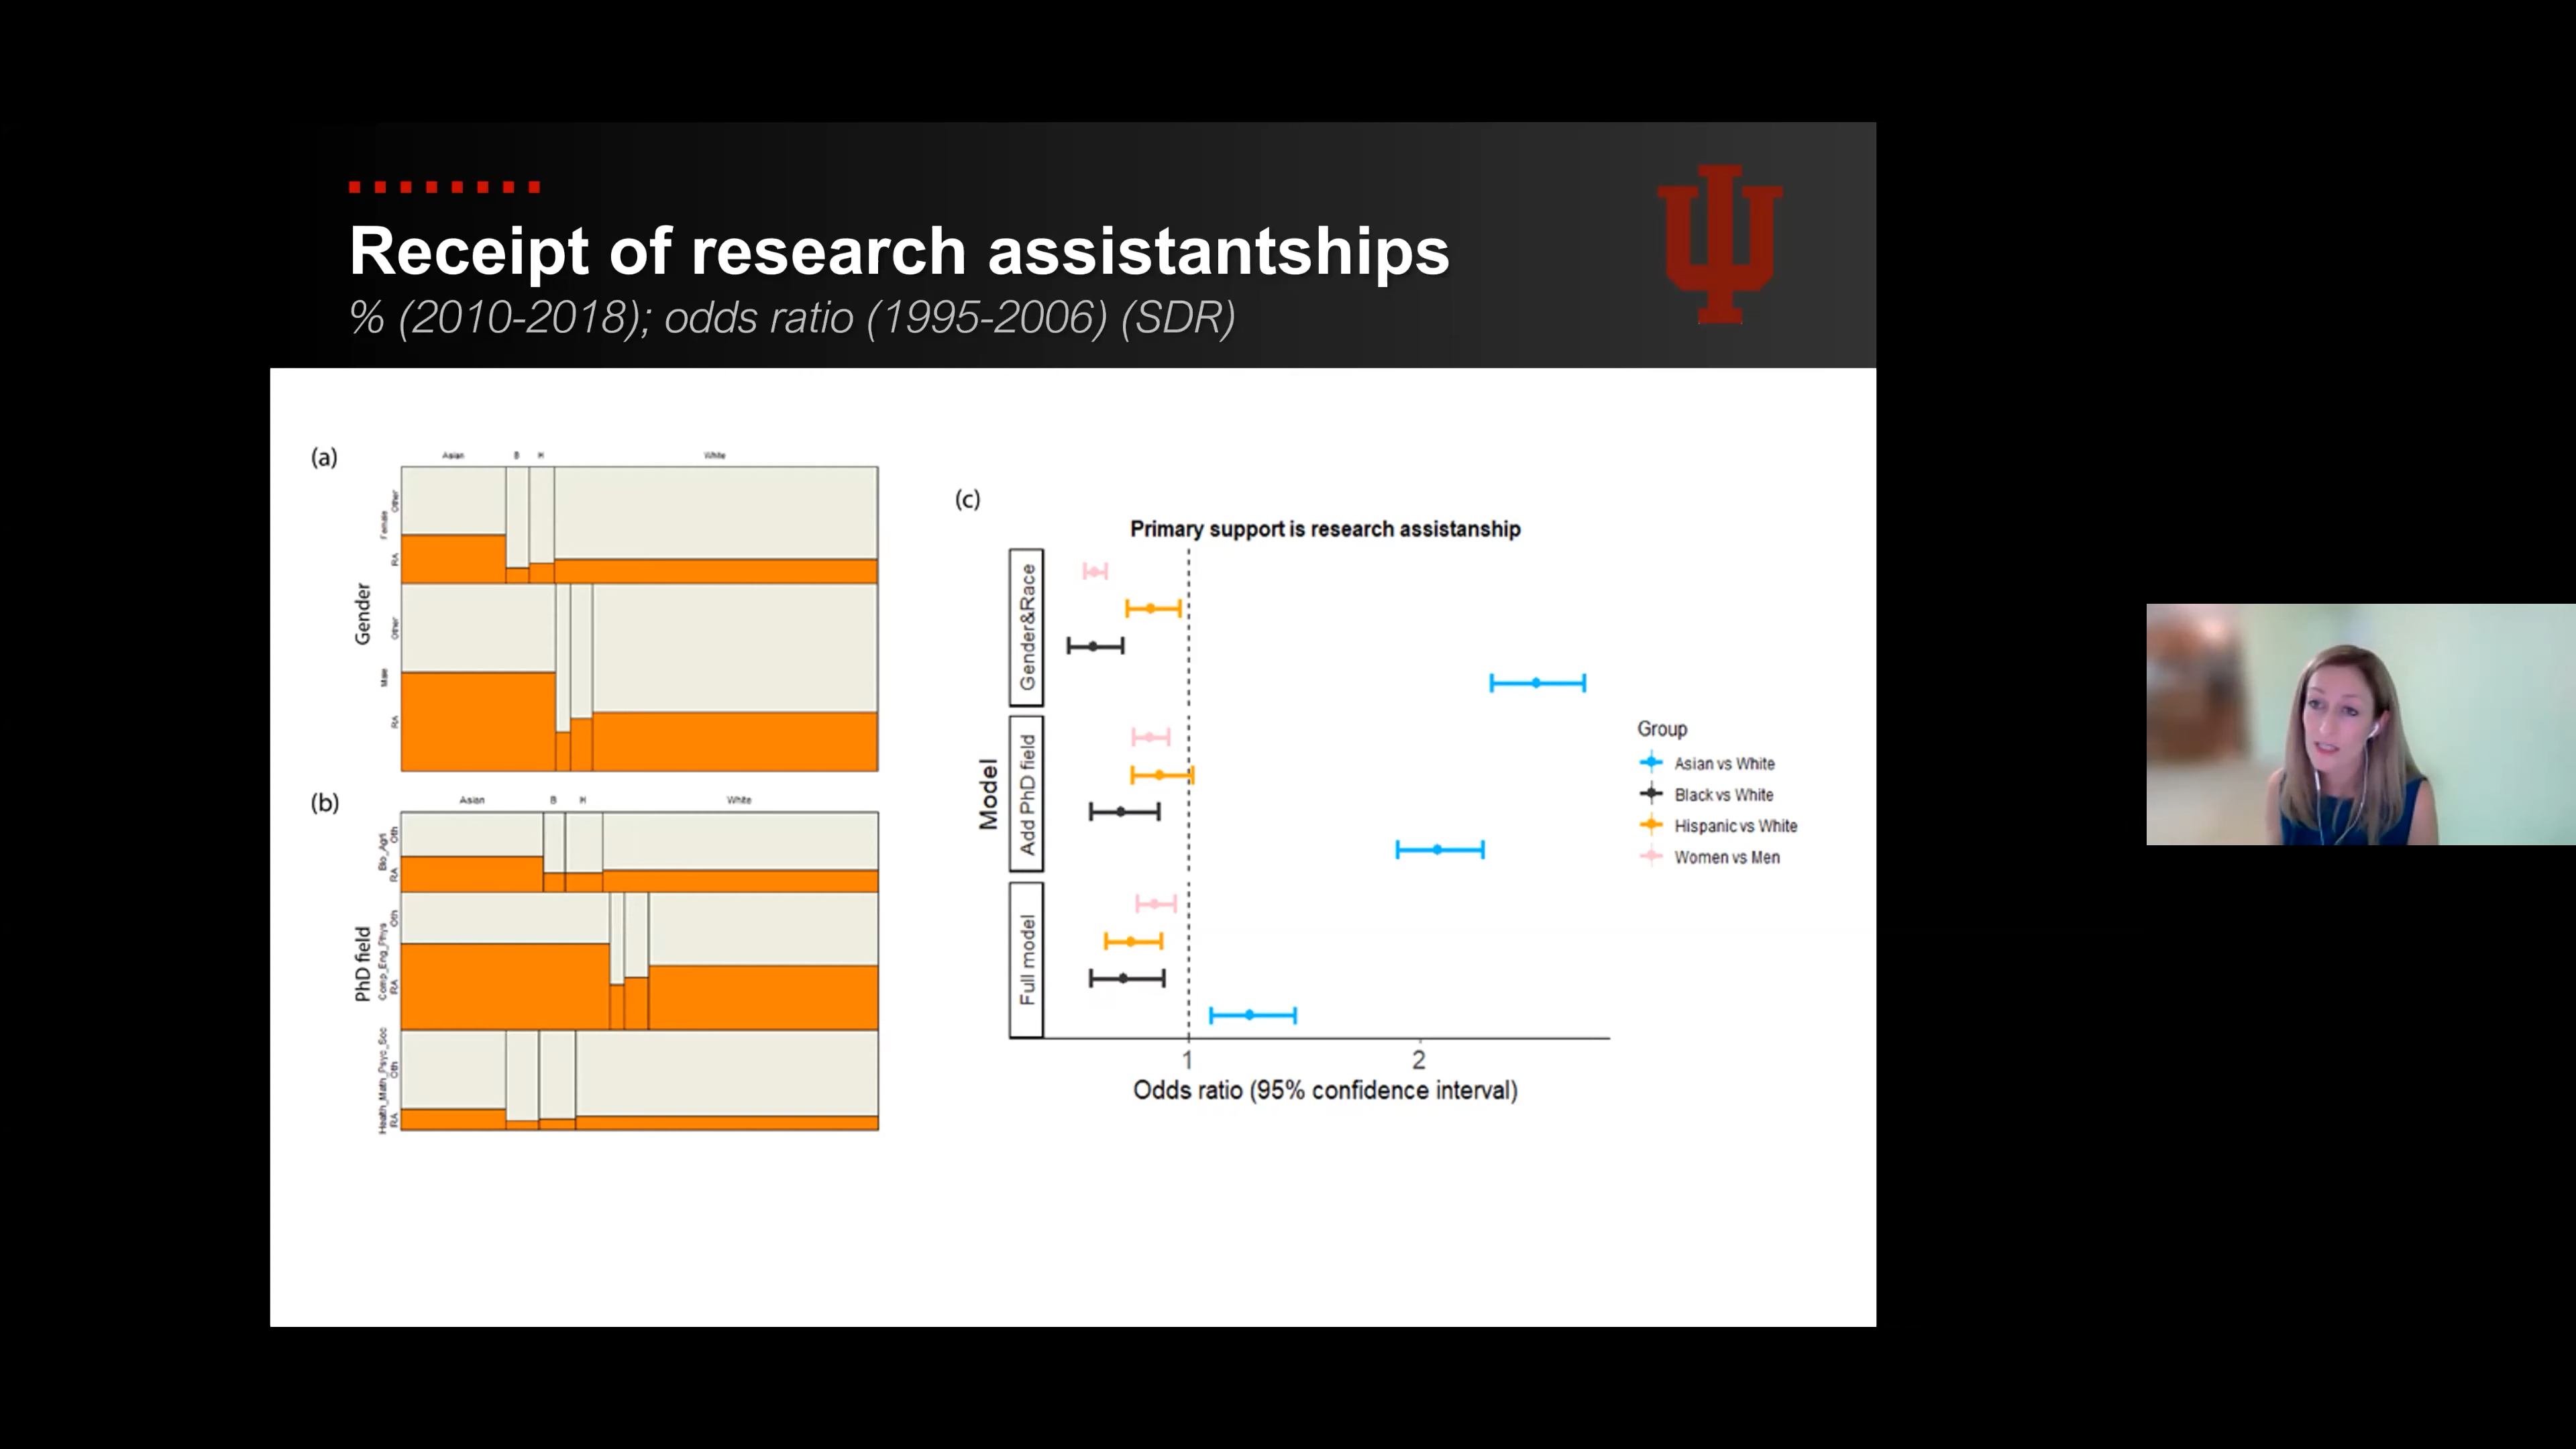 Receipt of research assistantships
% (2010-2018); odds ratio (1995-2006) (SDR)
(a)
Asian B H White
Gender
Female
Other
RA
Male
Other
RA
(b)
Asian B H White
PhD field
Bio_Agri
Oth
RA
Comp_Eng_Phys
Oth
RA
Health_Math_Psyc_Soc
Oth
RA
(c)
Primary support is research assistanship
Model
Gender&Race
Add PhD field
Full model
1 2
Odds ratio (95% confidence interval)
Group
Asian vs White
Black vs White
Hispanic vs White
Women vs Men